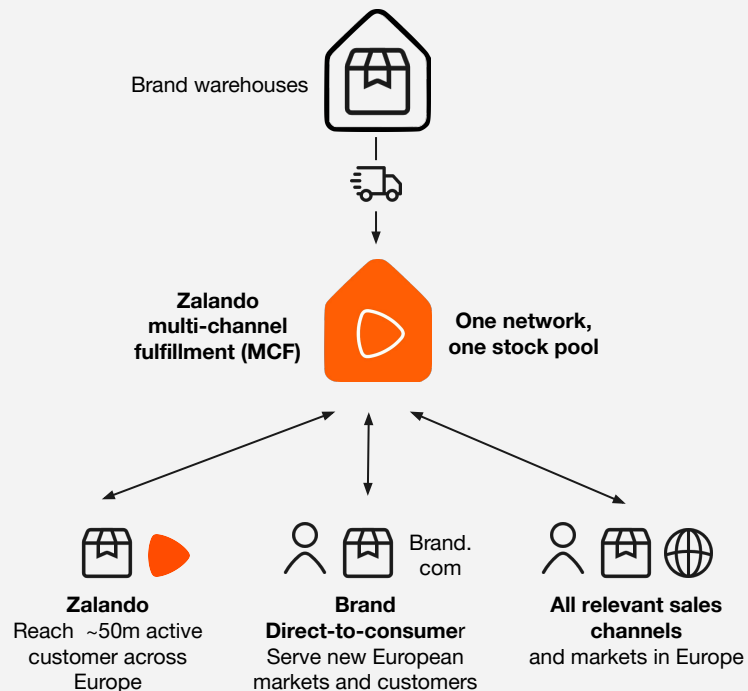 Brand warehouses
Zalando
multi-channel
fulfillment (MCF)
One network,
one stock pool
Zalando
Reach ~50m active
customer across
Europe
Brand.
com
Brand
Direct-to-consumer
Serve new European
markets and customers
All relevant sales
channels
and markets in Europe